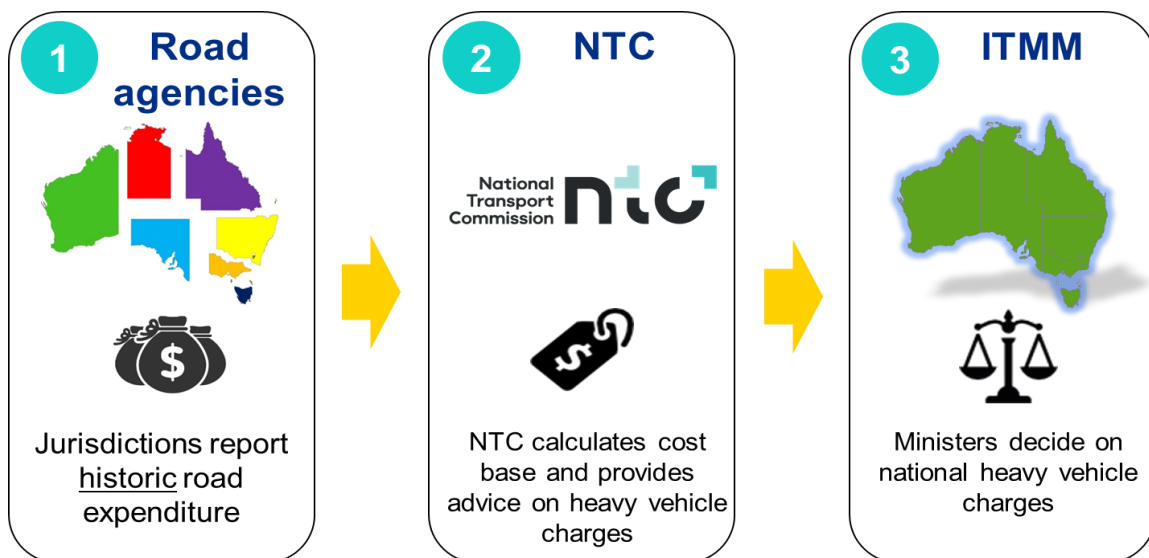 1
Road
agencies
$
Jurisdictions report
historic road
expenditure
2
NTC
National
Transport
Commission
ntc
$
NTC calculates cost
base and provides
advice on heavy vehicle
charges
3
ITMM
Ministers decide on
national heavy vehicle
charges